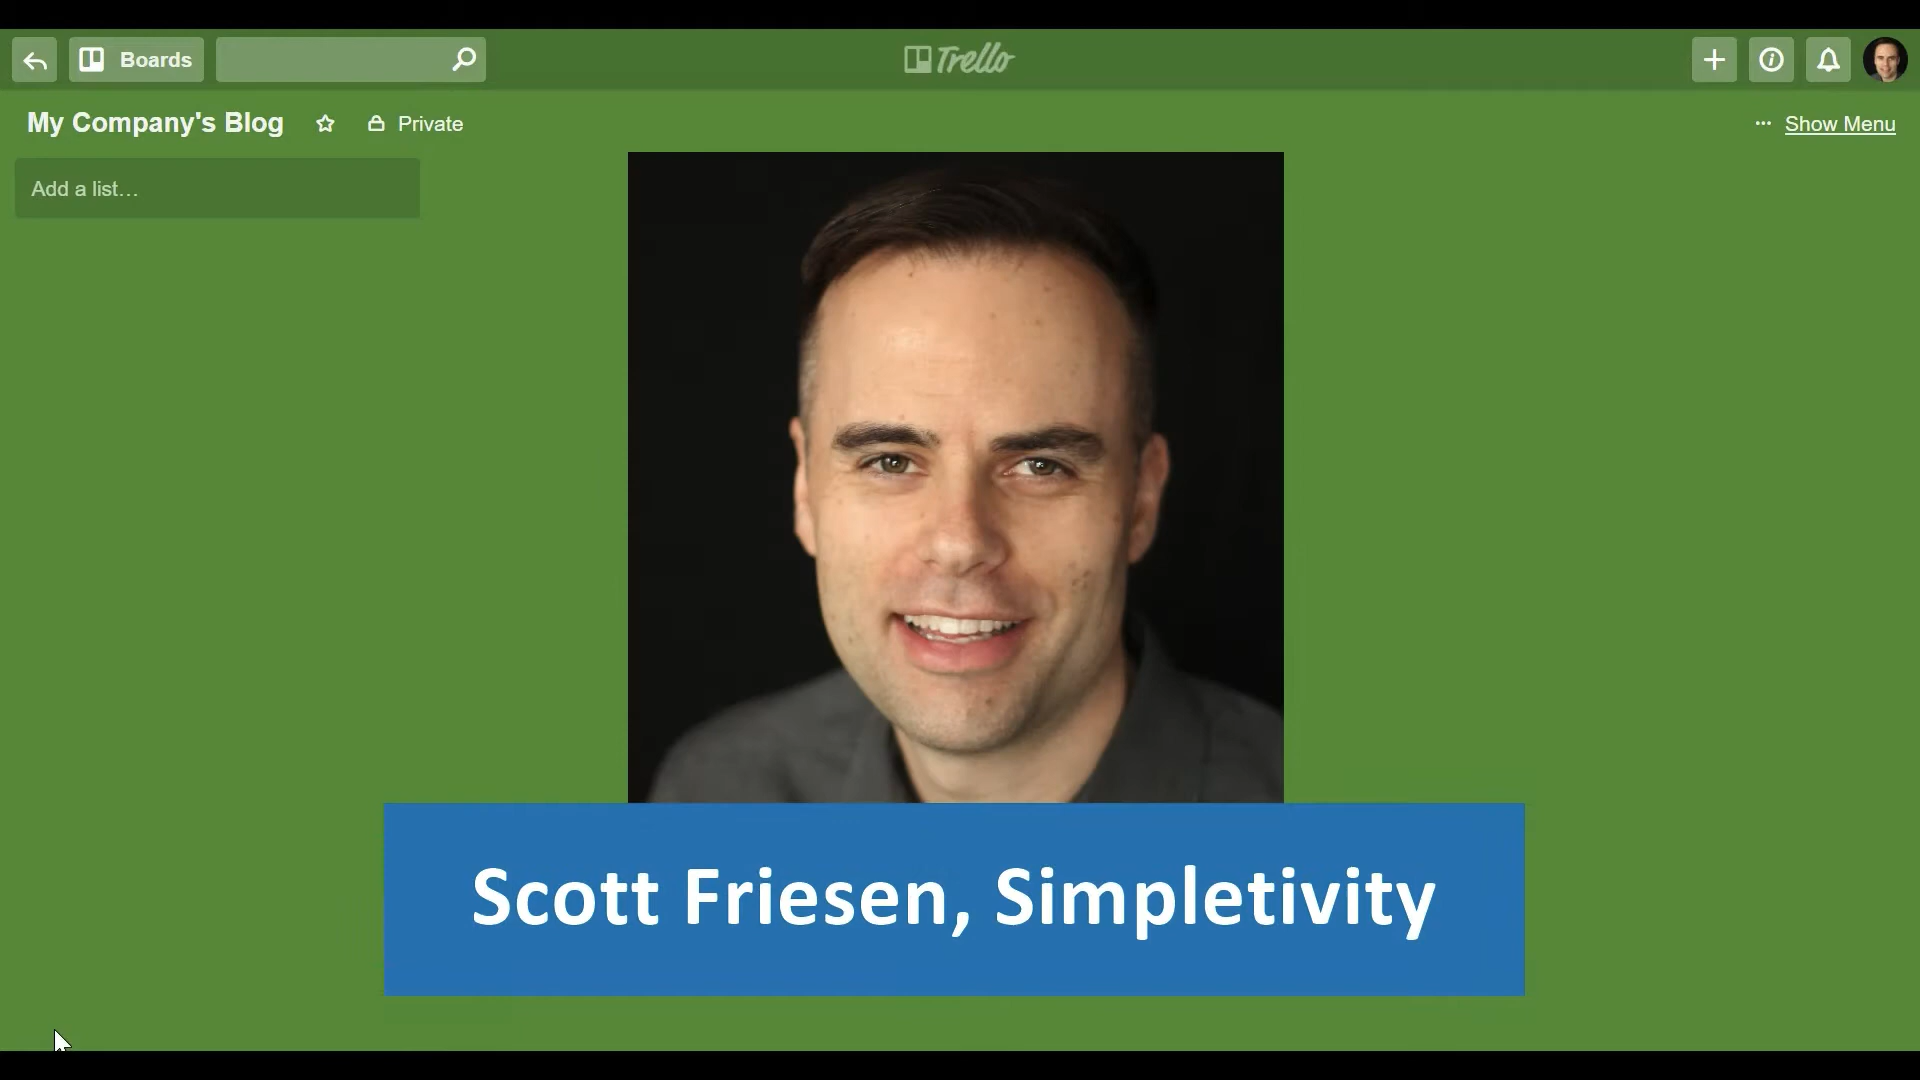 Boards
Trello
My Company's Blog
Private
··· Show Menu
Add a list…
Scott Friesen, Simpletivity